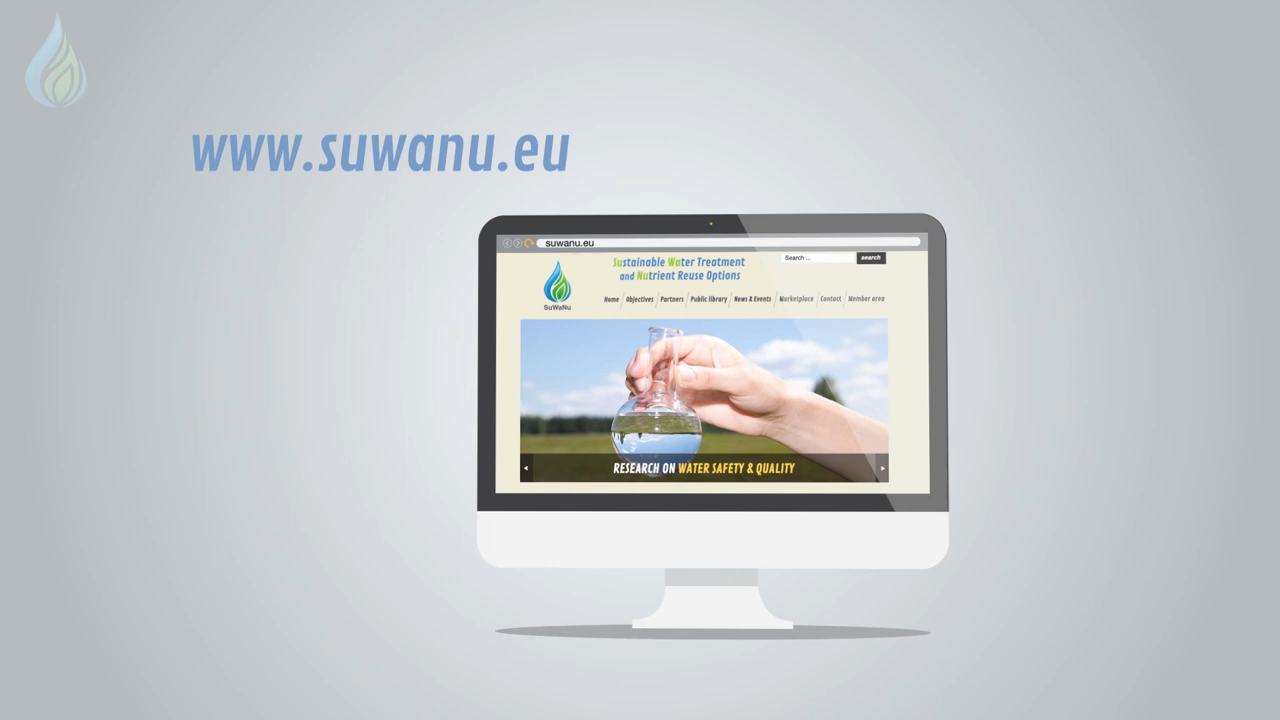 www.suwanu.eu
suwanu.eu
Sustainable Water Treatment
and Nutrient Reuse Options
Search ...
search
SuWaNu
Home / Objectives / Partners / Public library / News & Events / Marketplace / Contact / Member area
RESEARCH ON WATER SAFETY & QUALITY